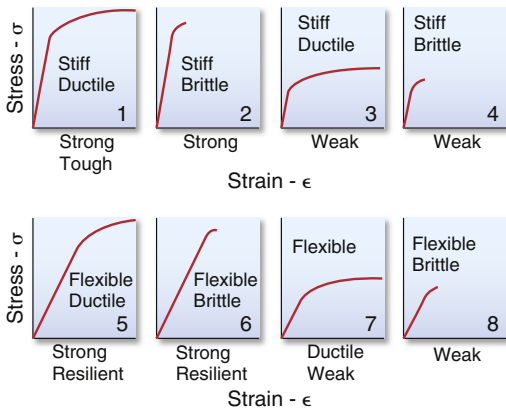 Stress - σ
Stiff
Ductile
1
Strong
Tough
Stiff
Brittle
2
Strong
Stiff
Ductile
3
Weak
Stiff
Brittle
4
Weak
Strain - ϵ
Stress - σ
Flexible
Ductile
5
Strong
Resilient
Flexible
Brittle
6
Strong
Resilient
Flexible
7
Ductile
Weak
Flexible
Brittle
8
Weak
Strain - ϵ